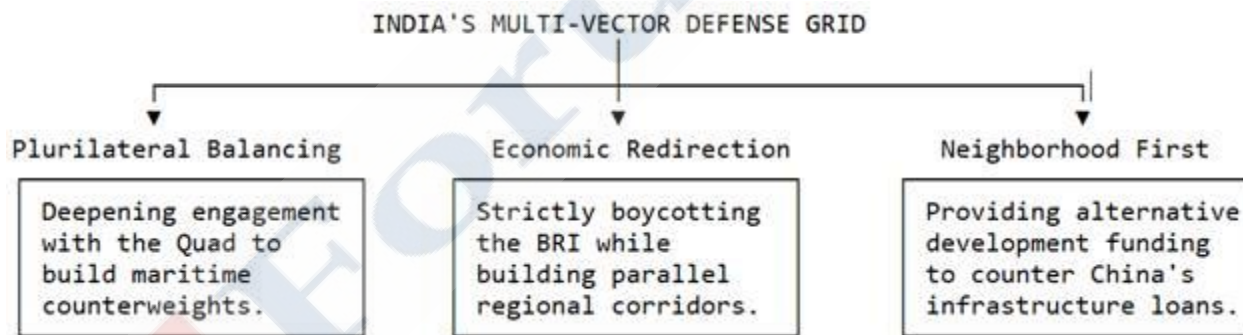 INDIA'S MULTI-VECTOR DEFENSE GRID
Plurilateral Balancing
Economic Redirection
Neighborhood First
Deepening engagement
with the Quad to
build maritime
counterweights.
Strictly boycotting
the BRI while
building parallel
regional corridors.
Providing alternative
development funding
to counter China's
infrastructure loans.